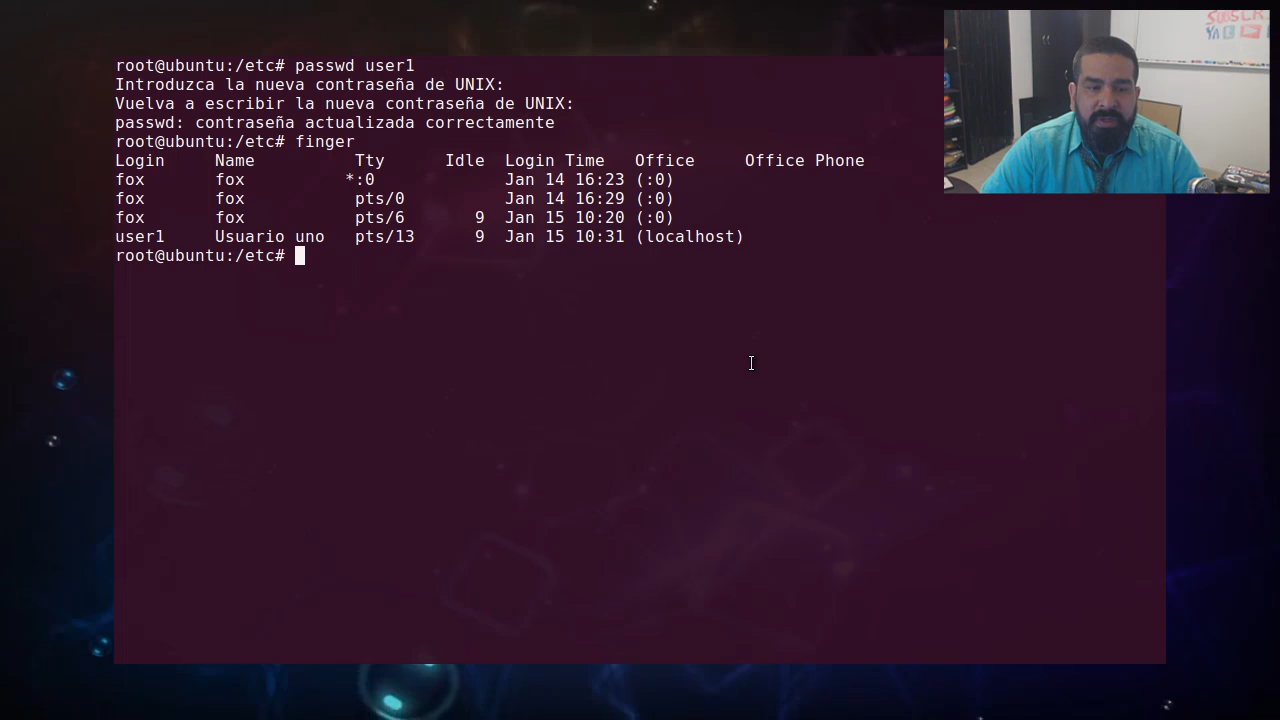 root@ubuntu:/etc# passwd user1
Introduzca la nueva contraseña de UNIX:
Vuelva a escribir la nueva contraseña de UNIX:
passwd: contraseña actualizada correctamente
root@ubuntu:/etc# finger
Login     Name          Tty      Idle  Login Time   Office     Office Phone
fox       fox          *:0             Jan 14 16:23 (:0)
fox       fox           pts/0          Jan 14 16:29 (:0)
fox       fox           pts/6       9  Jan 15 10:20 (:0)
user1     Usuario uno   pts/13      9  Jan 15 10:31 (localhost)
root@ubuntu:/etc#